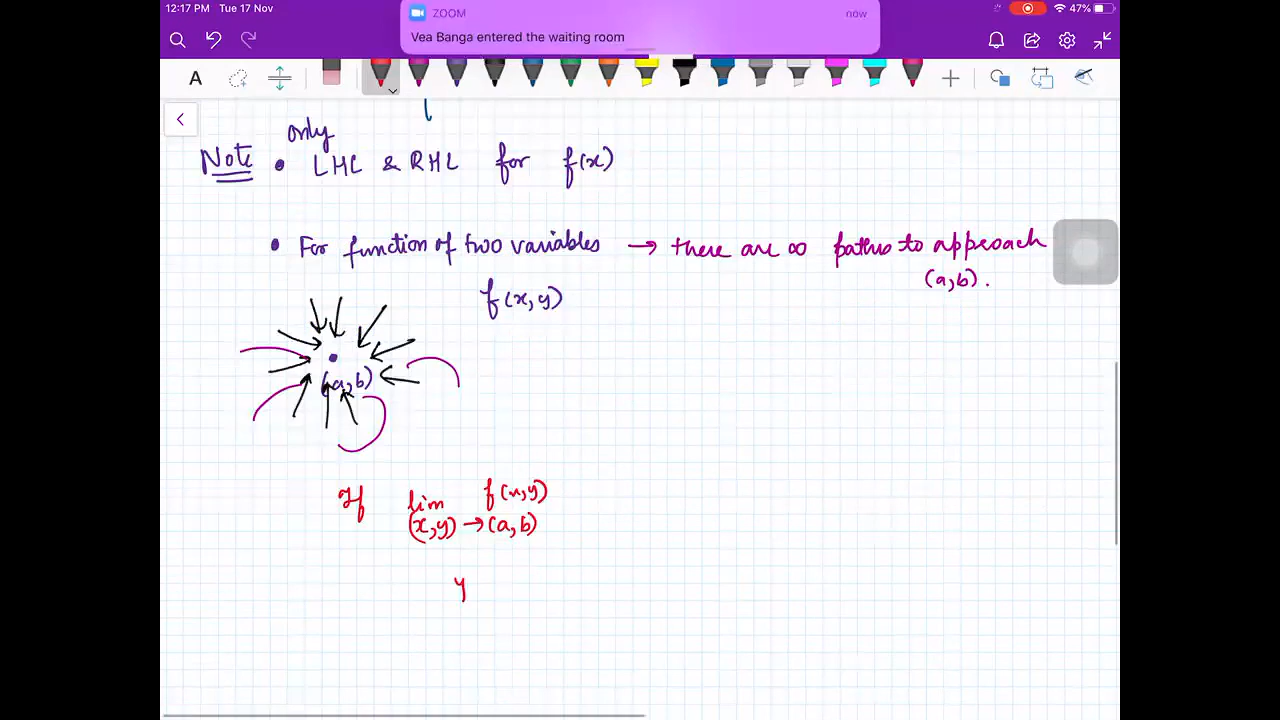 12:17 PM Tue 17 Nov
ZOOM
now
47%
Vea Banga entered the waiting room
A
only
Note • LHL & RHL for f(x)
• For function of two variables → there are ∞ paths to approach
(a,b).
f(x,y)
(a,b)
If lim f(x,y)
(x,y) → (a,b)
y